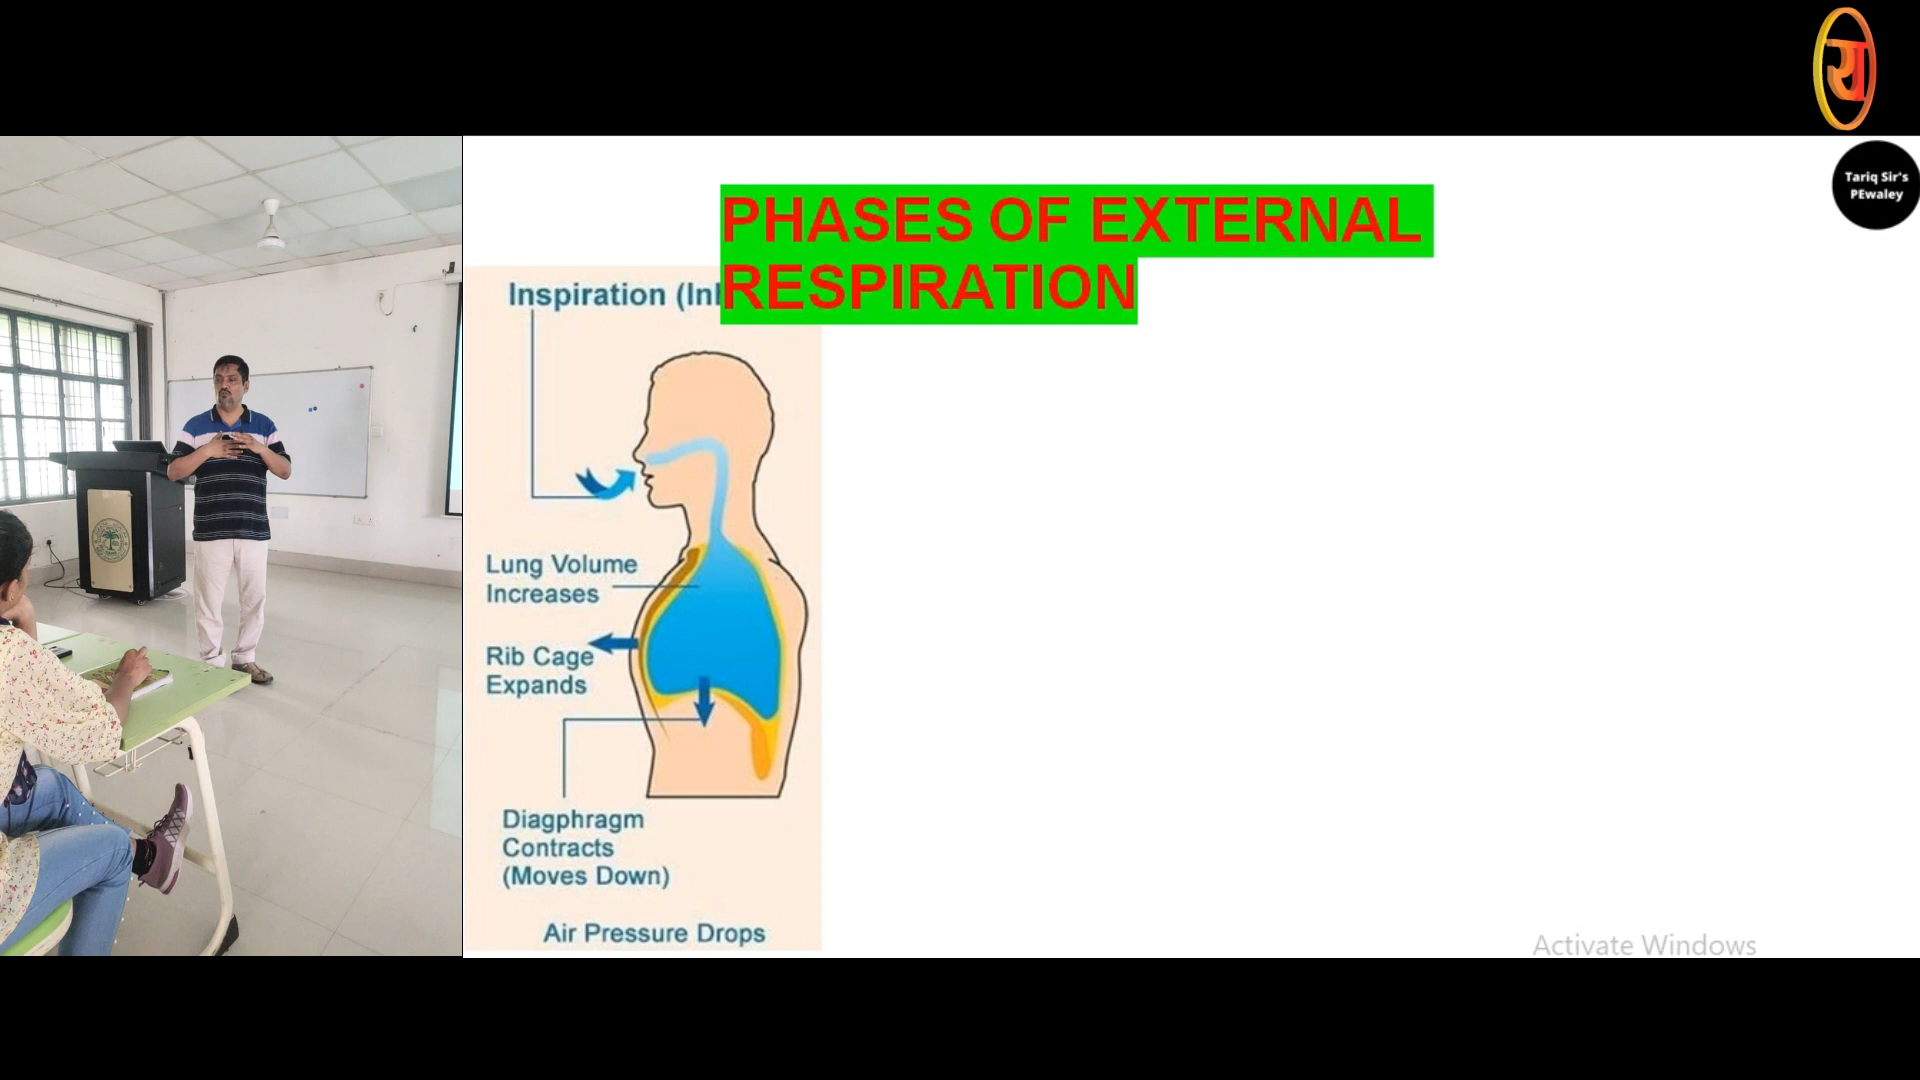 य
Tariq Sir's
PEwaley
PHASES OF EXTERNAL
RESPIRATION
Inspiration (Inl
Lung Volume
Increases
Rib Cage
Expands
Diagphragm
Contracts
(Moves Down)
Air Pressure Drops
Activate Windows